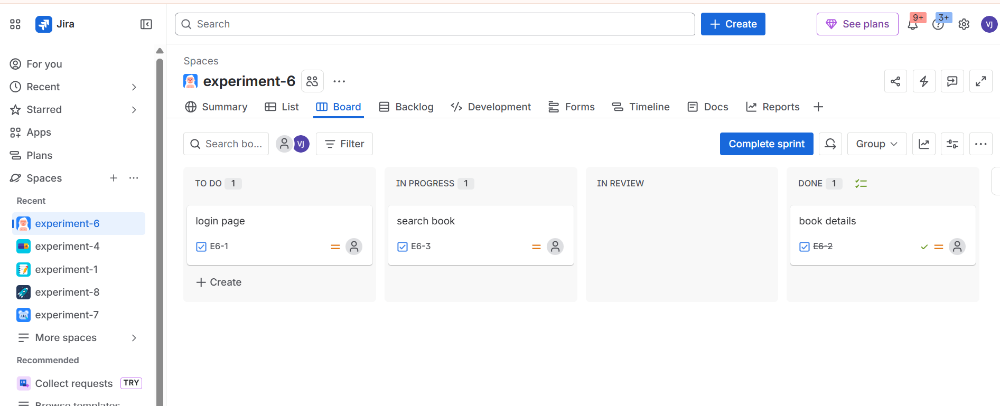 Jira
Search
Create
See plans
9+
3+
VJ
For you
Recent
Starred
Apps
Plans
Spaces
Recent
experiment-6
experiment-4
experiment-1
experiment-8
experiment-7
More spaces
Recommended
Collect requests TRY
Browse templates
Spaces
experiment-6
Summary
List
Board
Backlog
Development
Forms
Timeline
Docs
Reports
Search bo...
VJ
Filter
Complete sprint
Group
TO DO 1
login page
E6-1
Create
IN PROGRESS 1
search book
E6-3
IN REVIEW
DONE 1
book details
E6-2